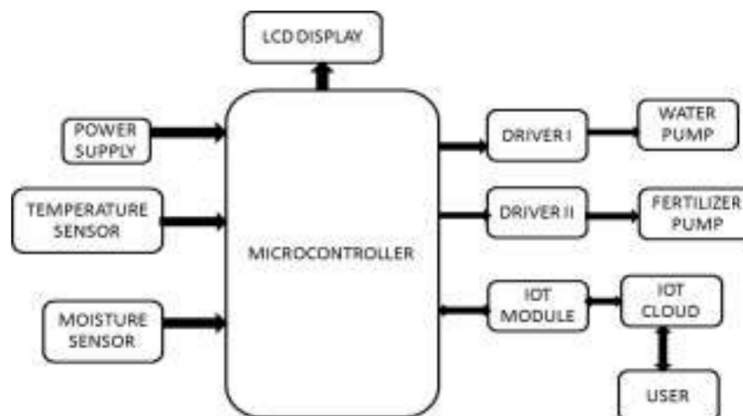 LCD DISPLAY
POWER
SUPPLY
TEMPERATURE
SENSOR
MOISTURE
SENSOR
MICROCONTROLLER
DRIVER I
WATER
PUMP
DRIVER II
FERTILIZER
PUMP
IOT
MODULE
IOT
CLOUD
USER